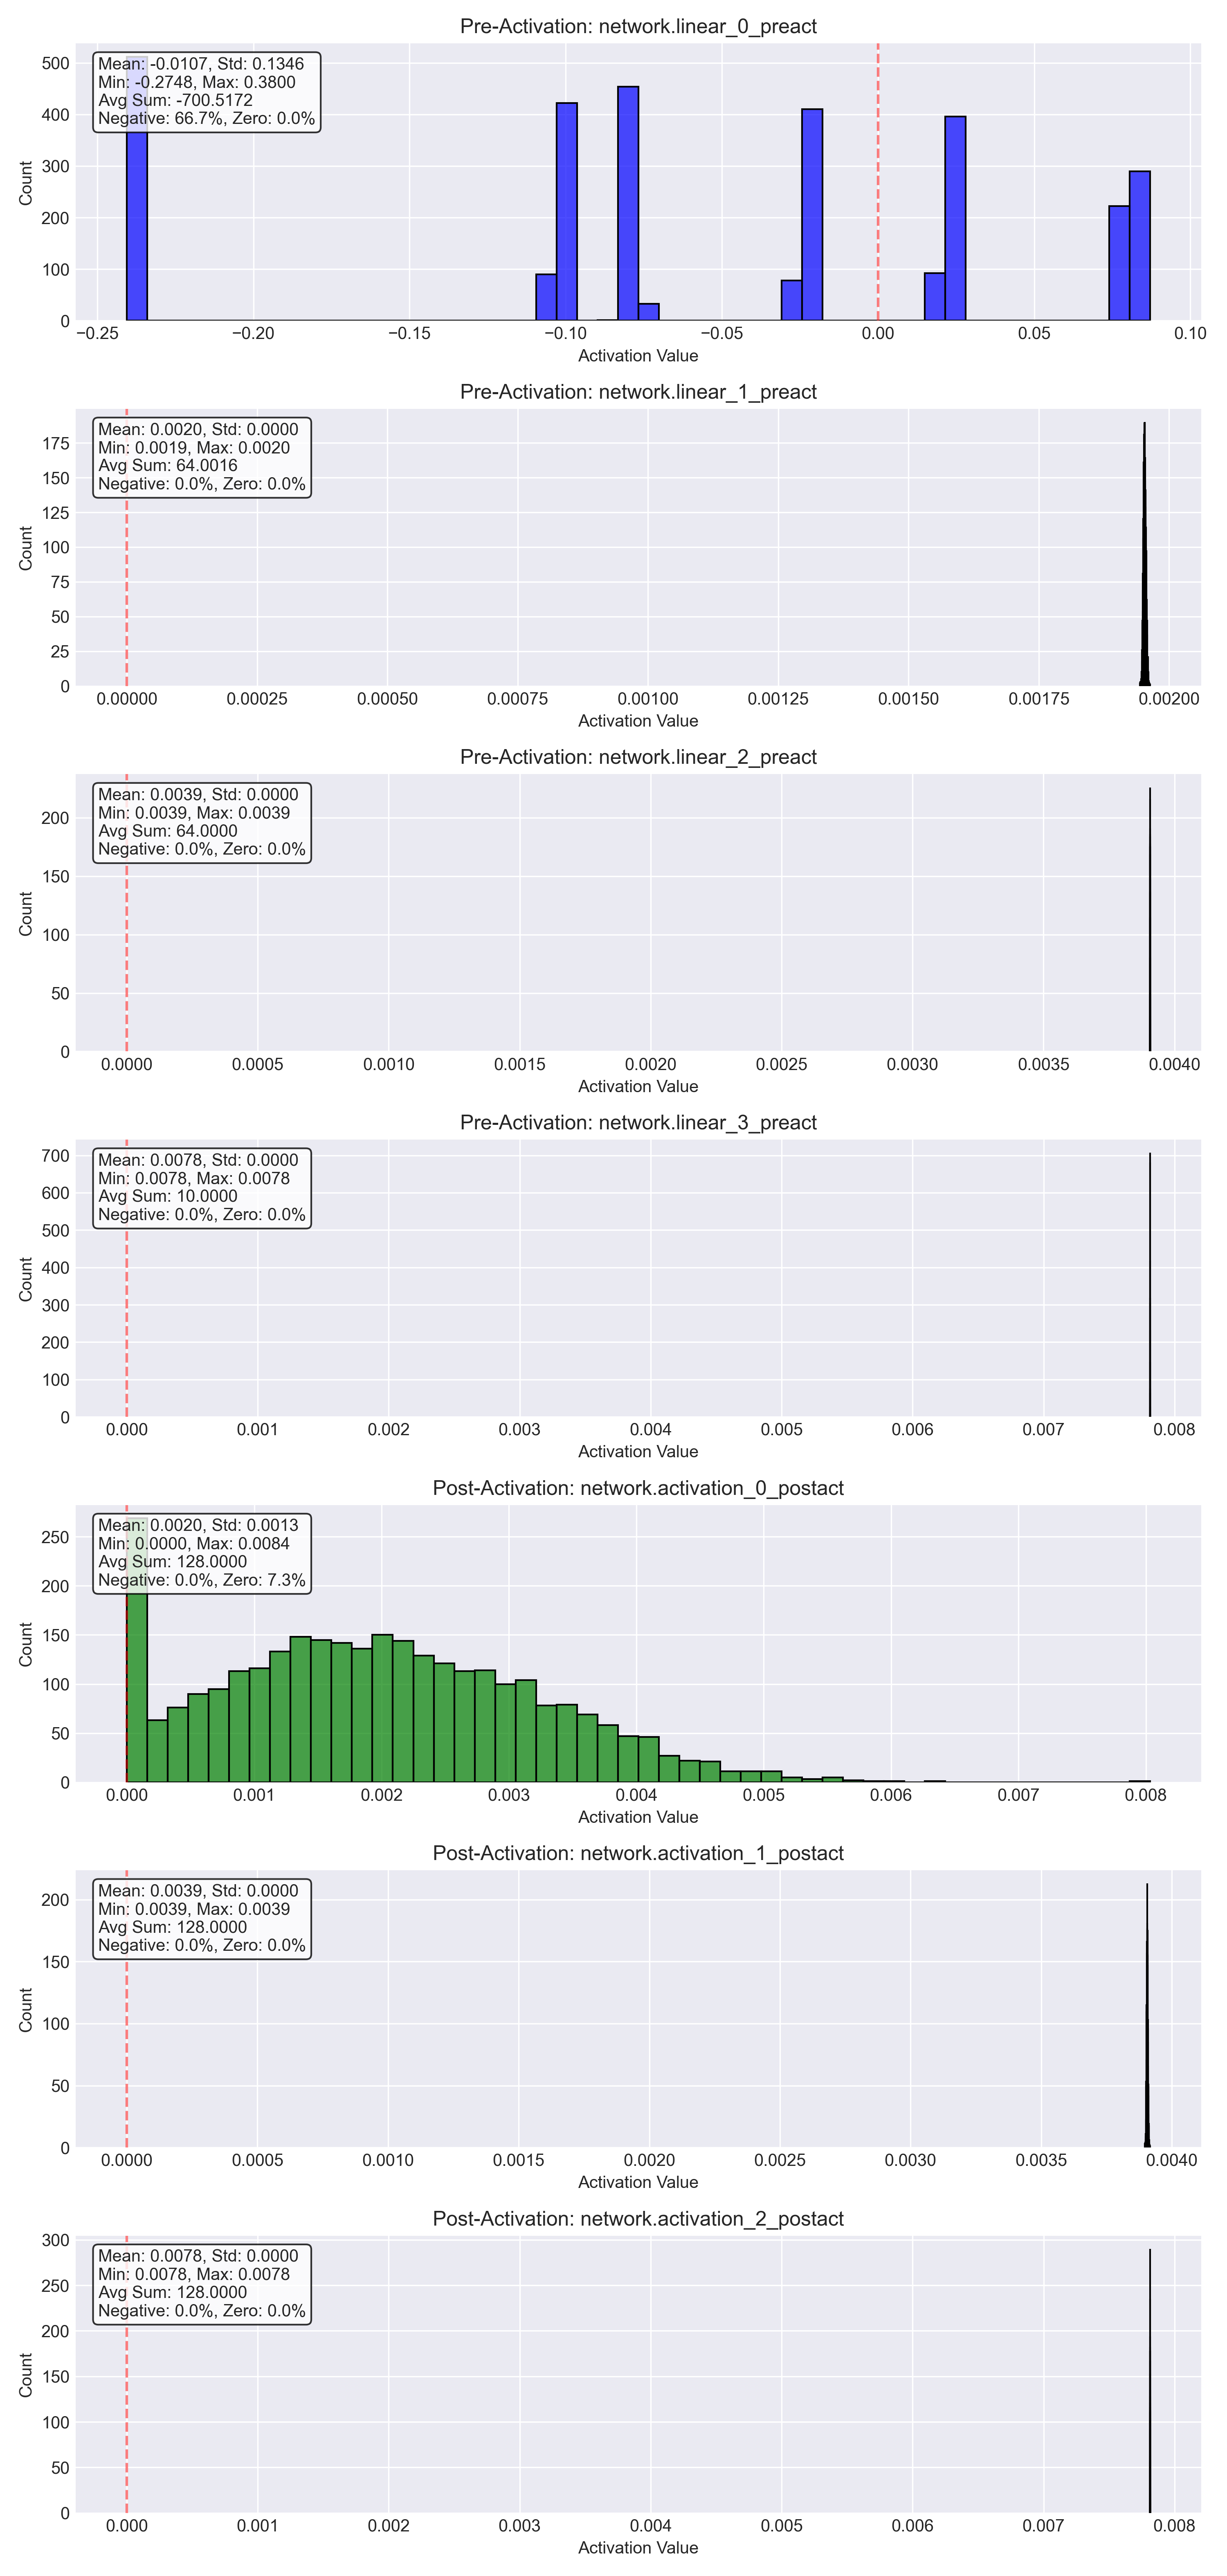 Pre-Activation: network.linear_0_preact
500
400
300
200
100
0
Count
Mean: -0.0107, Std: 0.1346
Min: -0.2748, Max: 0.3800
Avg Sum: -700.5172
Negative: 66.7%, Zero: 0.0%
−0.25 −0.20 −0.15 −0.10 −0.05 0.00 0.05 0.10
Activation Value
Pre-Activation: network.linear_1_preact
175
150
125
100
75
50
25
0
Count
Mean: 0.0020, Std: 0.0000
Min: 0.0019, Max: 0.0020
Avg Sum: 64.0016
Negative: 0.0%, Zero: 0.0%
0.00000 0.00025 0.00050 0.00075 0.00100 0.00125 0.00150 0.00175 0.00200
Activation Value
Pre-Activation: network.linear_2_preact
200
150
100
50
0
Count
Mean: 0.0039, Std: 0.0000
Min: 0.0039, Max: 0.0039
Avg Sum: 64.0000
Negative: 0.0%, Zero: 0.0%
0.0000 0.0005 0.0010 0.0015 0.0020 0.0025 0.0030 0.0035 0.0040
Activation Value
Pre-Activation: network.linear_3_preact
700
600
500
400
300
200
100
0
Count
Mean: 0.0078, Std: 0.0000
Min: 0.0078, Max: 0.0078
Avg Sum: 10.0000
Negative: 0.0%, Zero: 0.0%
0.000 0.001 0.002 0.003 0.004 0.005 0.006 0.007 0.008
Activation Value
Post-Activation: network.activation_0_postact
250
200
150
100
50
0
Count
Mean: 0.0020, Std: 0.0013
Min: 0.0000, Max: 0.0084
Avg Sum: 128.0000
Negative: 0.0%, Zero: 7.3%
0.000 0.001 0.002 0.003 0.004 0.005 0.006 0.007 0.008
Activation Value
Post-Activation: network.activation_1_postact
200
150
100
50
0
Count
Mean: 0.0039, Std: 0.0000
Min: 0.0039, Max: 0.0039
Avg Sum: 128.0000
Negative: 0.0%, Zero: 0.0%
0.0000 0.0005 0.0010 0.0015 0.0020 0.0025 0.0030 0.0035 0.0040
Activation Value
Post-Activation: network.activation_2_postact
300
250
200
150
100
50
0
Count
Mean: 0.0078, Std: 0.0000
Min: 0.0078, Max: 0.0078
Avg Sum: 128.0000
Negative: 0.0%, Zero: 0.0%
0.000 0.001 0.002 0.003 0.004 0.005 0.006 0.007 0.008
Activation Value